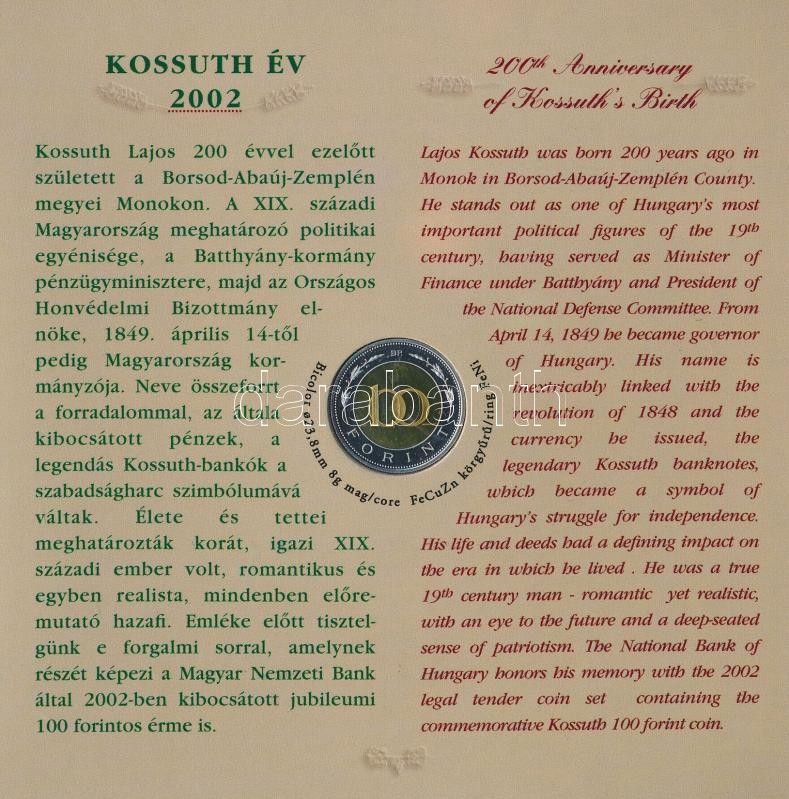 KOSSUTH ÉV
2002
Kossuth Lajos 200 évvel ezelőtt
született a Borsod-Abaúj-Zemplén
megyei Monokon. A XIX. századi
Magyarország meghatározó politikai
egyénisége, a Batthyány-kormány
pénzügyminisztere, majd az Országos
Honvédelmi Bizottmány el-
nöke, 1849. április 14-től
pedig Magyarország kor-
mányzója. Neve összeforrt
a forradalommal, az általa
kibocsátott pénzek, a
legendás Kossuth-bankók a
szabadságharc szimbólumává
váltak. Élete és tettei
meghatározták korát, igazi XIX.
századi ember volt, romantikus és
egyben realista, mindenben előre-
mutató hazafi. Emléke előtt tisztel-
günk e forgalmi sorral, amelynek
részét képezi a Magyar Nemzeti Bank
által 2002-ben kibocsátott jubileumi
100 forintos érme is.
200th Anniversary
of Kossuth's Birth
Lajos Kossuth was born 200 years ago in
Monok in Borsod-Abaúj-Zemplén County.
He stands out as one of Hungary's most
important political figures of the 19th
century, having served as Minister of
Finance under Batthyány and President of
the National Defense Committee. From
April 14, 1849 he became governor
of Hungary. His name is
inextricably linked with the
revolution of 1848 and the
currency he issued, the
legendary Kossuth banknotes,
which became a symbol of
Hungary's struggle for independence.
His life and deeds had a defining impact on
the era in which he lived . He was a true
19th century man - romantic yet realistic,
with an eye to the future and a deep-seated
sense of patriotism. The National Bank of
Hungary honors his memory with the 2002
legal tender coin set containing the
commemorative Kossuth 100 forint coin.
BP.
100
FORINT
Bicolor ø23,8mm 8g mag/core FeCuZn körgyűrű/ring FeNi
darabanth